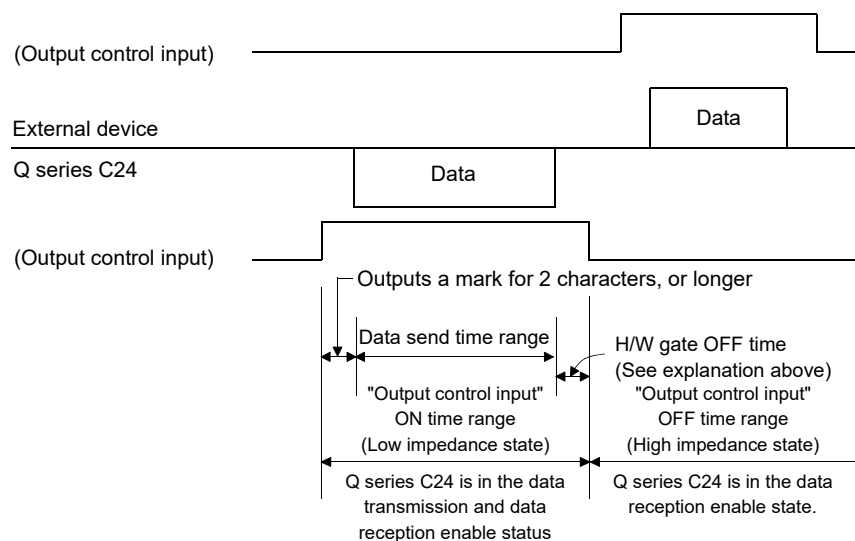 (Output control input)
Data
External device
Q series C24
Data
(Output control input)
Outputs a mark for 2 characters, or longer
Data send time range
H/W gate OFF time
(See explanation above)
"Output control input"
ON time range
(Low impedance state)
"Output control input"
OFF time range
(High impedance state)
Q series C24 is in the data
transmission and data
reception enable status
Q series C24 is in the data
reception enable state.